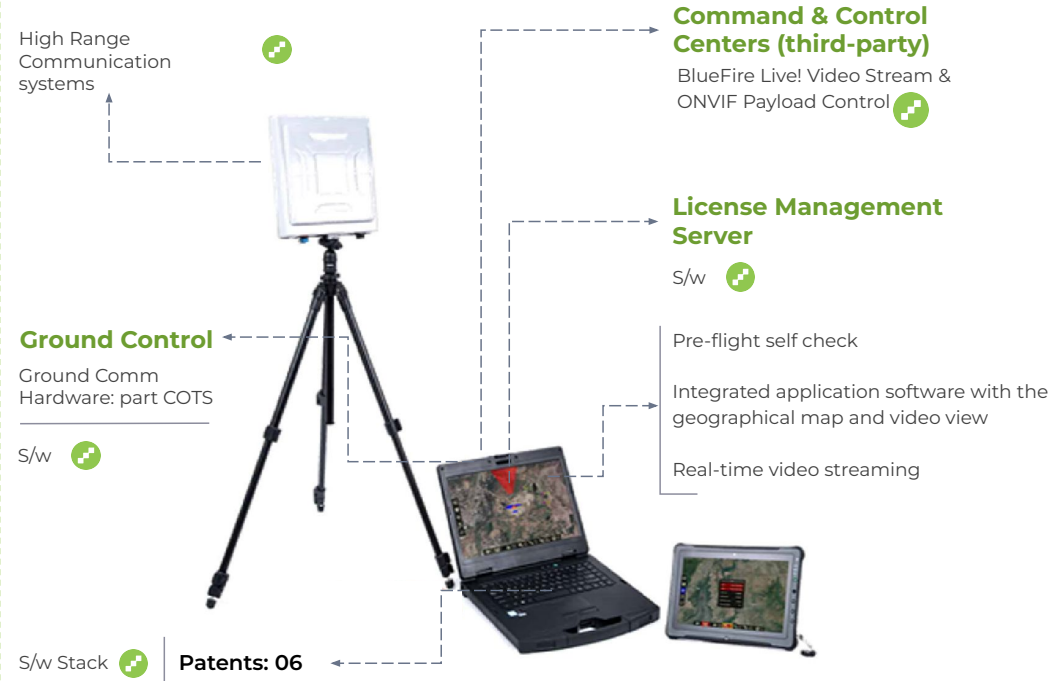 High Range
Communication
systems
Command & Control
Centers (third-party)
BlueFire Live! Video Stream &
ONVIF Payload Control
License Management
Server
S/w
Ground Control
Ground Comm
Hardware: part COTS
S/w
Pre-flight self check
Integrated application software with the
geographical map and video view
Real-time video streaming
S/w Stack
Patents: 06